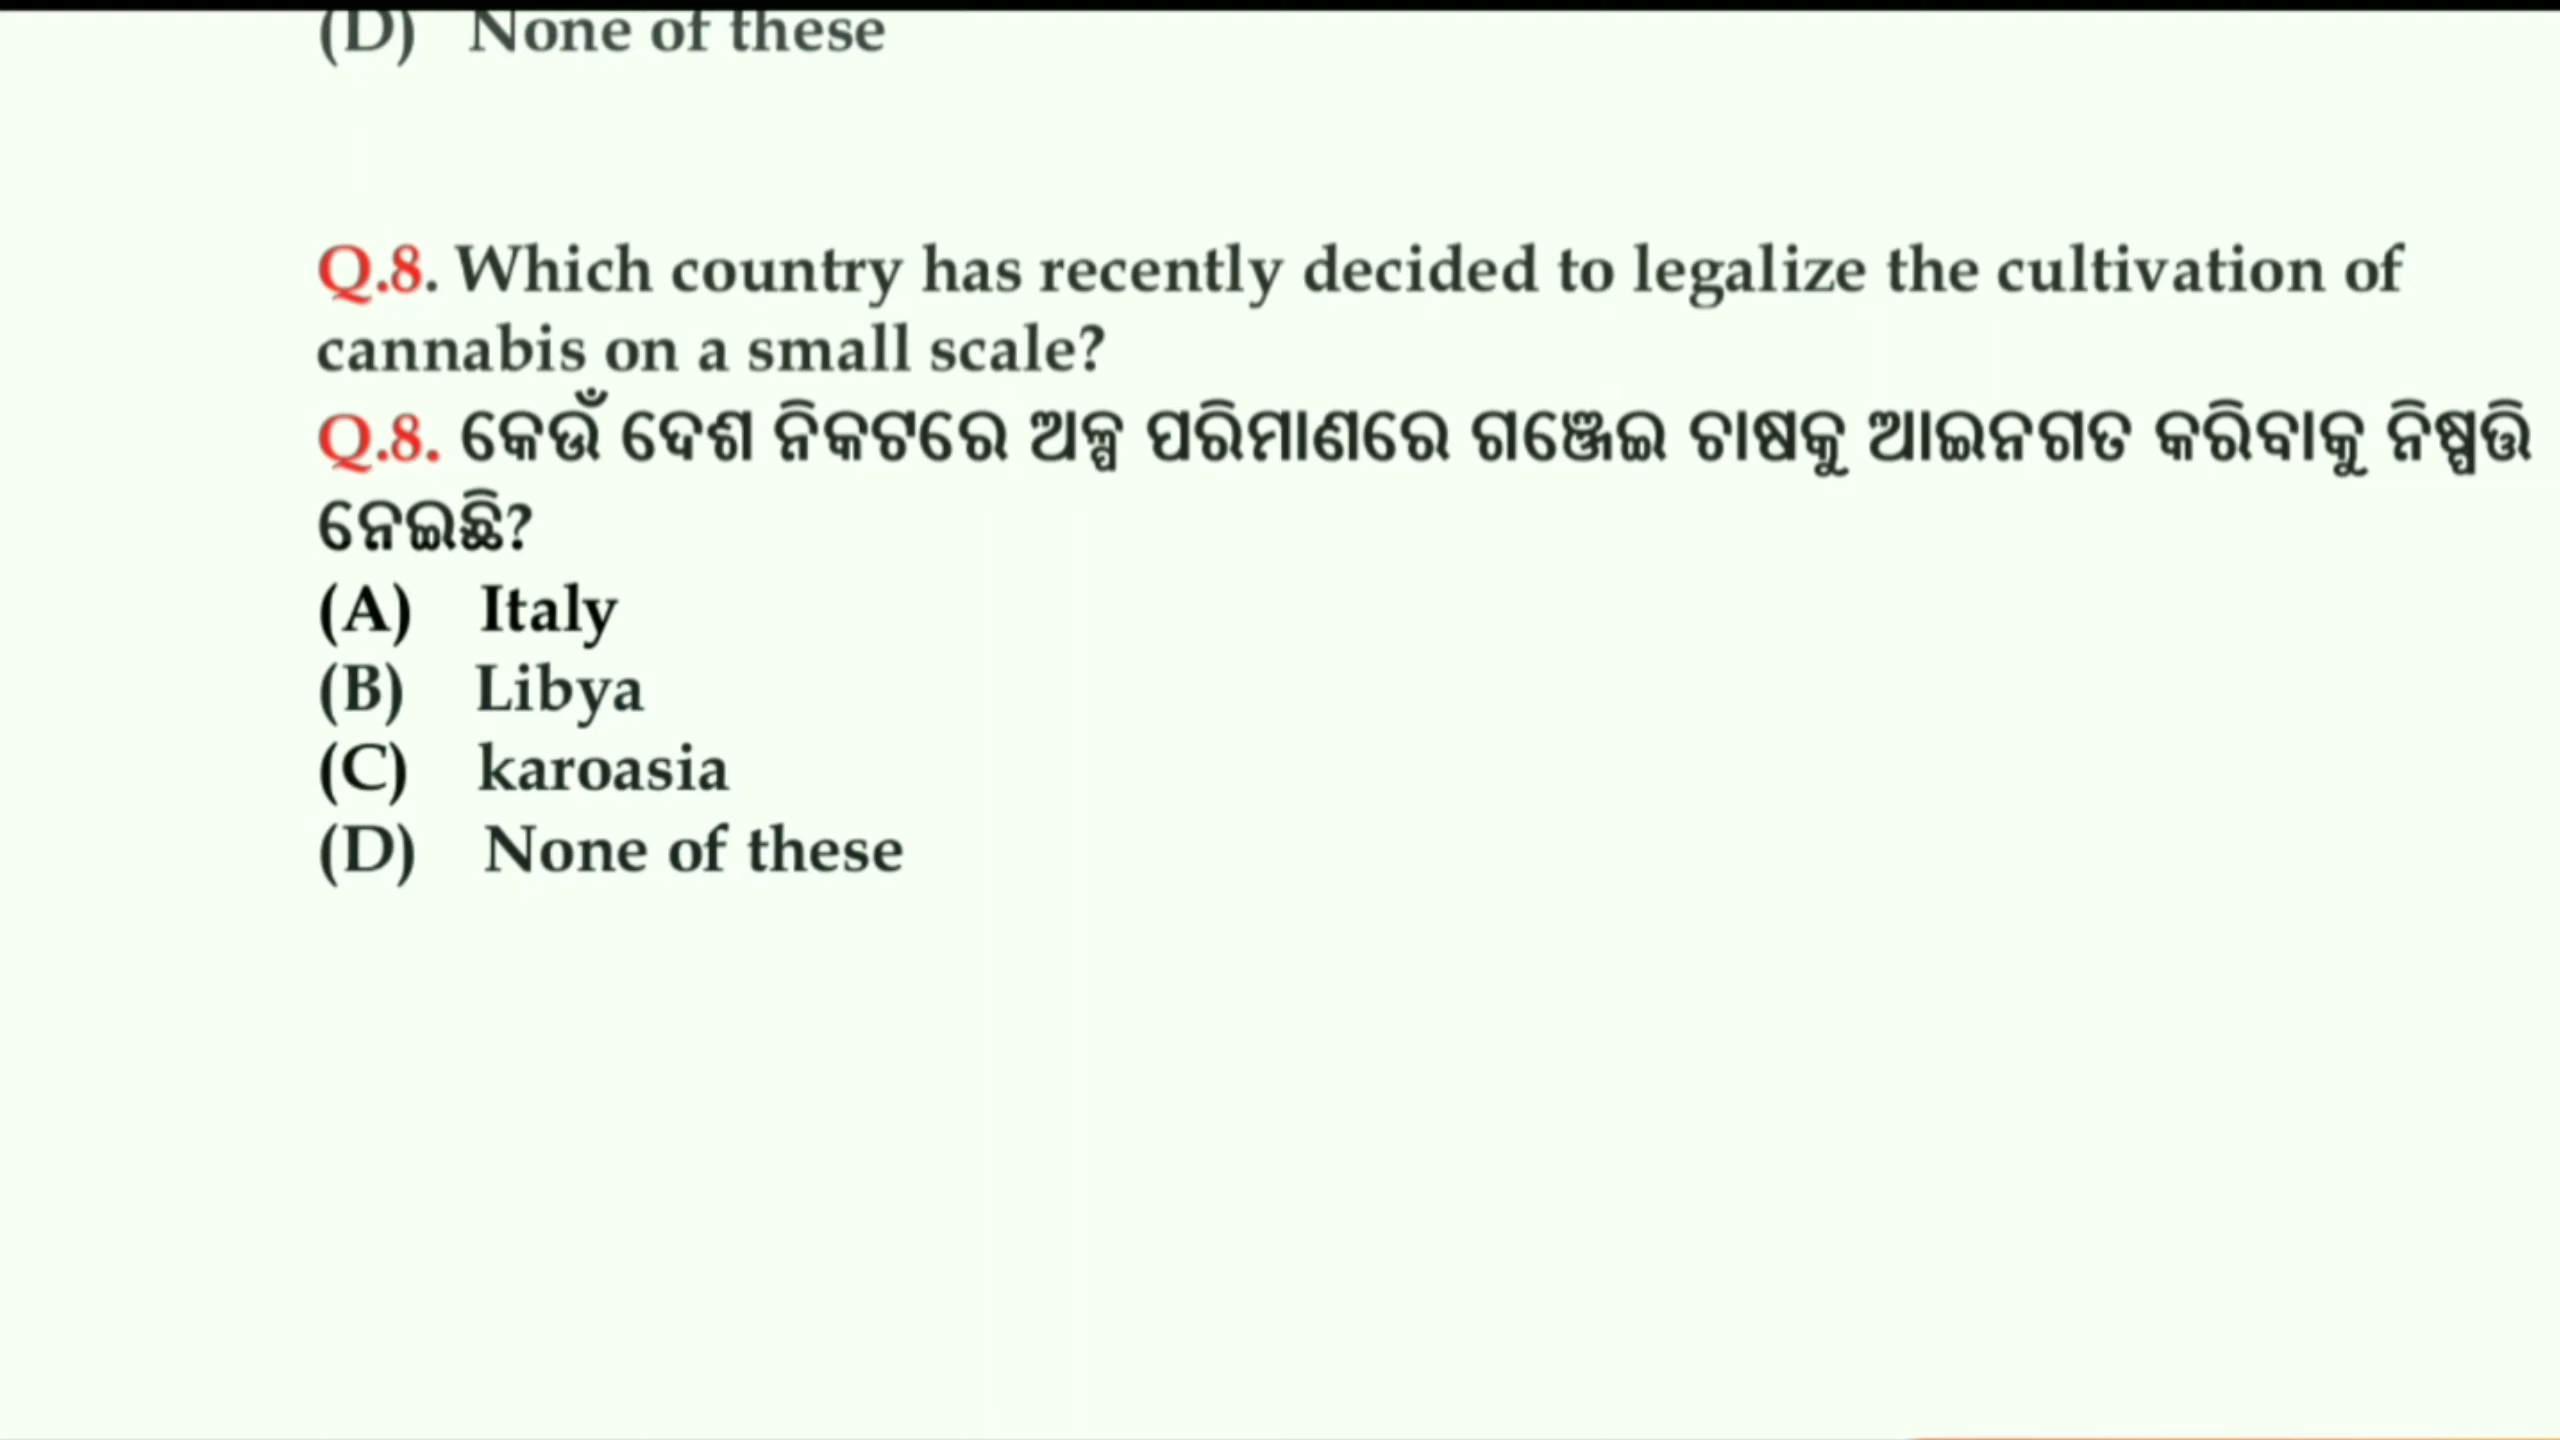 (D) None of these
Q.8. Which country has recently decided to legalize the cultivation of
cannabis on a small scale?
Q.8. କେଉଁ ଦେଶ ନିକଟରେ ଅଳ୍ପ ପରିମାଣରେ ଗଞ୍ଜେଇ ଚାଷକୁ ଆଇନଗତ କରିବାକୁ ନିଷ୍ପତ୍ତି
ନେଇଛି?
(A) Italy
(B) Libya
(C) karoasia
(D) None of these